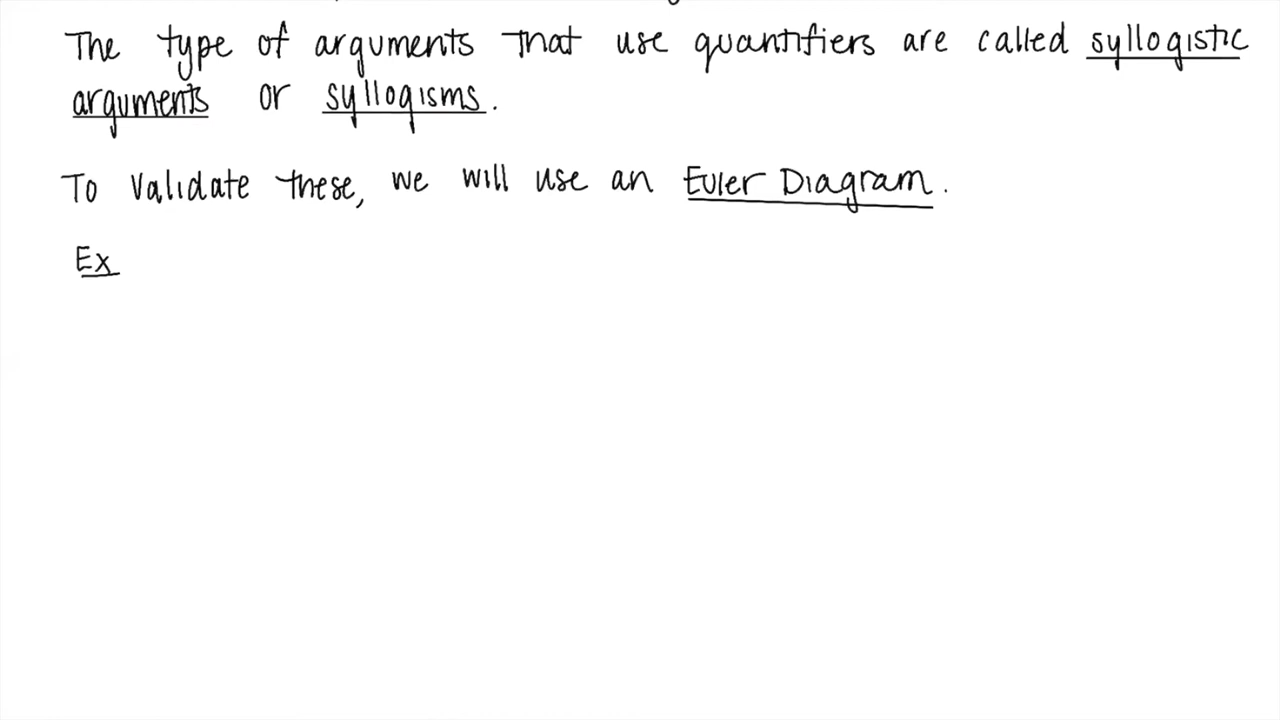 The type of arguments that use quantifiers are called syllogistic
arguments or syllogisms.
To validate these, we will use an Euler Diagram.
Ex